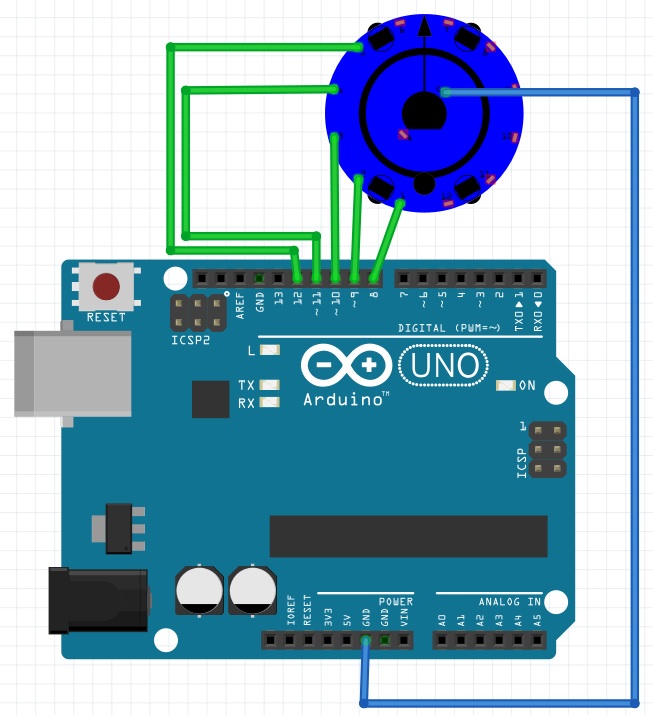 RESET
ICSP2
AREF
GND
13
12
~11
~10
~9
8
7
~6
~5
4
~3
2
TX0▶1
RX0◀0
DIGITAL (PWM=~)
L
TX
RX
UNO
Arduino™
ON
1
ICSP
POWER
ANALOG IN
IOREF
RESET
3V3
5V
GND
GND
VIN
A0
A1
A2
A3
A4
A5